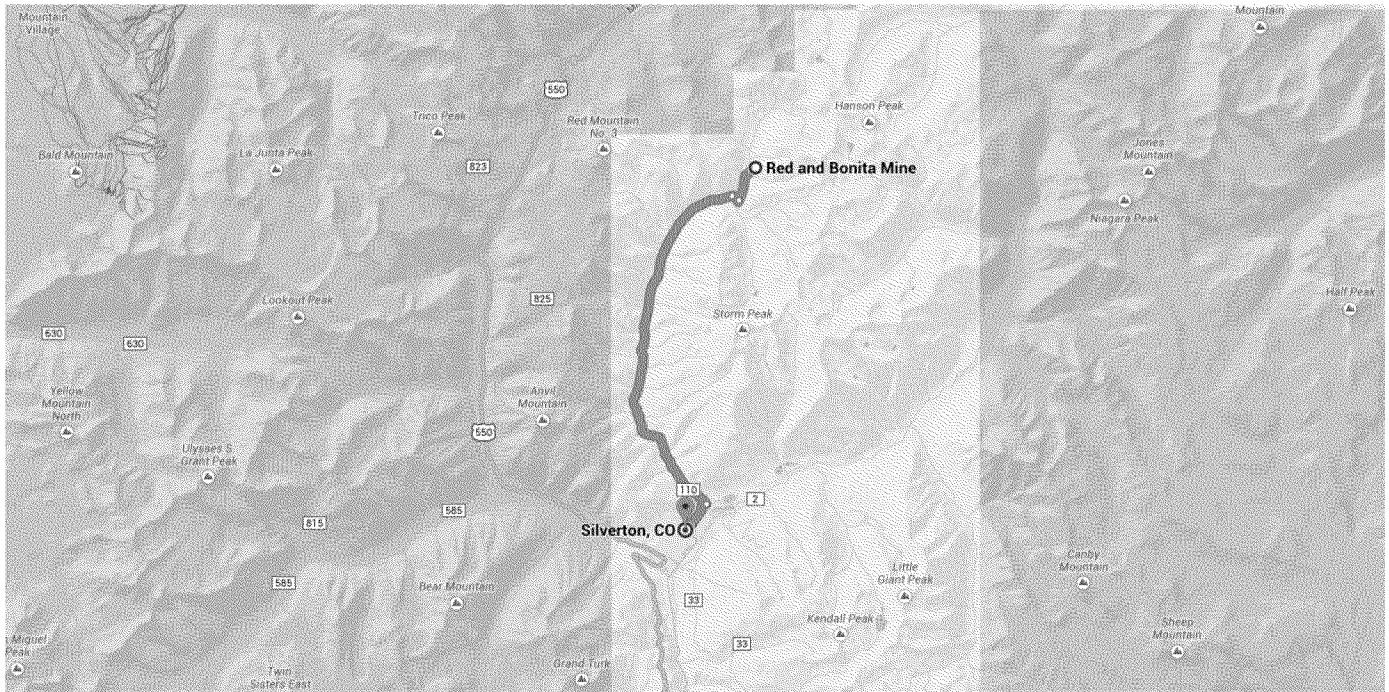 Mountain
Village
Mountain
550
Hanson Peak
Trico Peak
Red Mountain
No. 3
Jones
Mountain
La Junta Peak
Bald Mountain
823
Red and Bonita Mine
Niagara Peak
Half Peak
Lookout Peak
825
Storm Peak
630
630
Yellow
Mountain
North
Anvil
Mountain
550
Ulysses S.
Grant Peak
110
2
585
815
Silverton, CO
Canby
Mountain
Little
Giant Peak
585
Bear Mountain
33
Kendall Peak
Sheep
Mountain
33
Miguel
Peak
Grand Turk
Twin
Sisters East